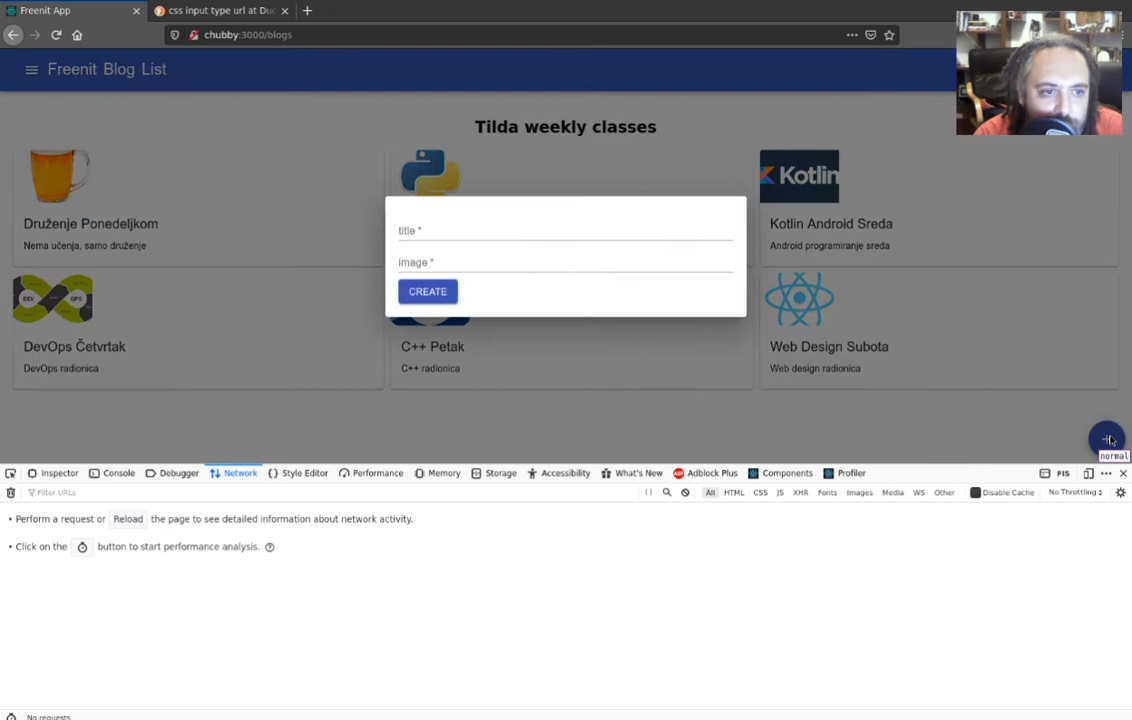 Freenit App
css input type url at Du
chubby:3000/blogs
Freenit Blog List
Tilda weekly classes
Kotlin
Druženje Ponedeljkom
Nema učenja, samo druženje
Kotlin Android Sreda
Android programiranje sreda
title *
image *
CREATE
DEV
OPS
DevOps Četvrtak
DevOps radionica
C++ Petak
C++ radionica
Web Design Subota
Web design radionica
normal
Inspector Console Debugger Network Style Editor Performance Memory Storage Accessibility What's New Adblock Plus Components Profiler FIS
Filter URLs All HTML CSS JS XHR Fonts Images Media WS Other Disable Cache No Throttling
• Perform a request or Reload the page to see detailed information about network activity.
• Click on the button to start performance analysis.
No requests